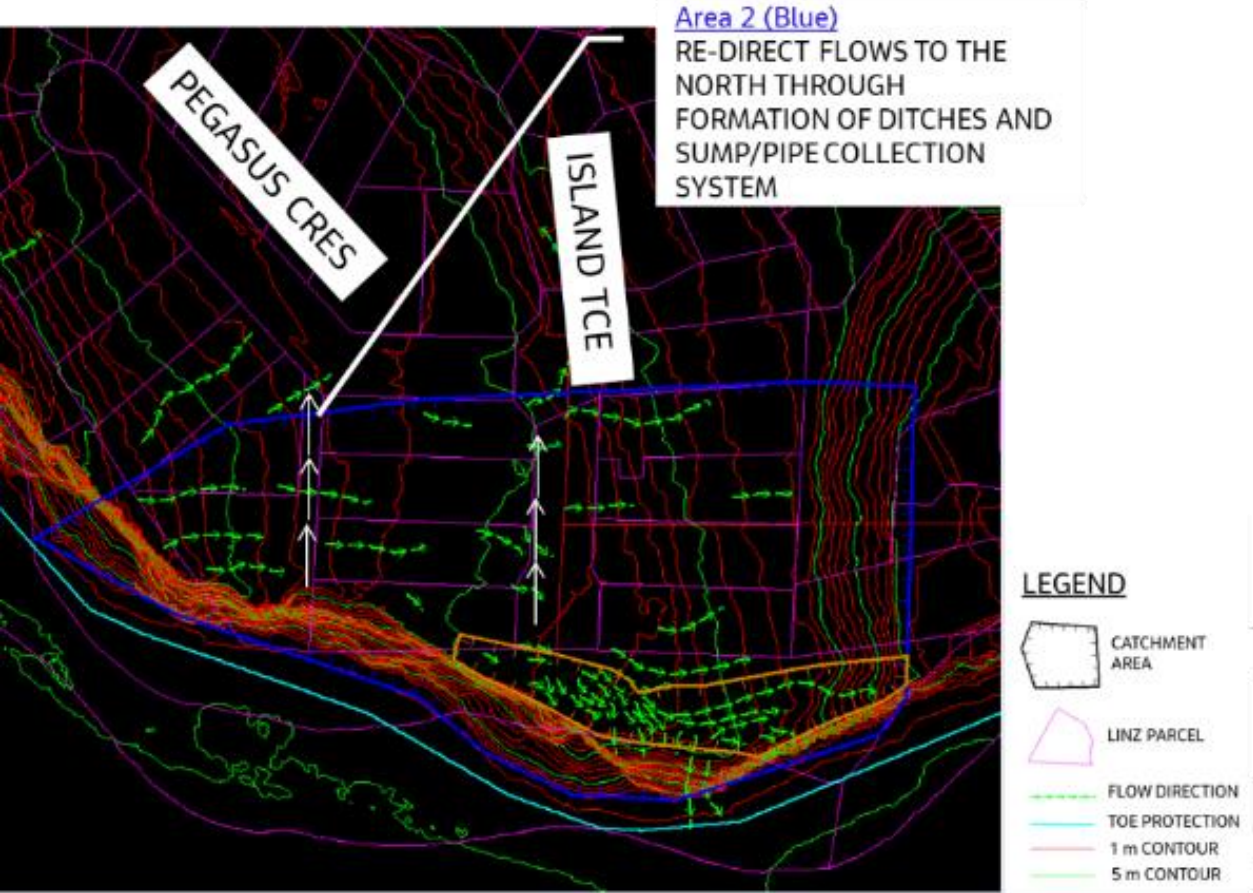 Area 2 (Blue)
RE-DIRECT FLOWS TO THE
NORTH THROUGH
FORMATION OF DITCHES AND
SUMP/PIPE COLLECTION
SYSTEM
PEGASUS CRES
ISLAND TCE
LEGEND
CATCHMENT
AREA
LINZ PARCEL
FLOW DIRECTION
TOE PROTECTION
1 m CONTOUR
5 m CONTOUR